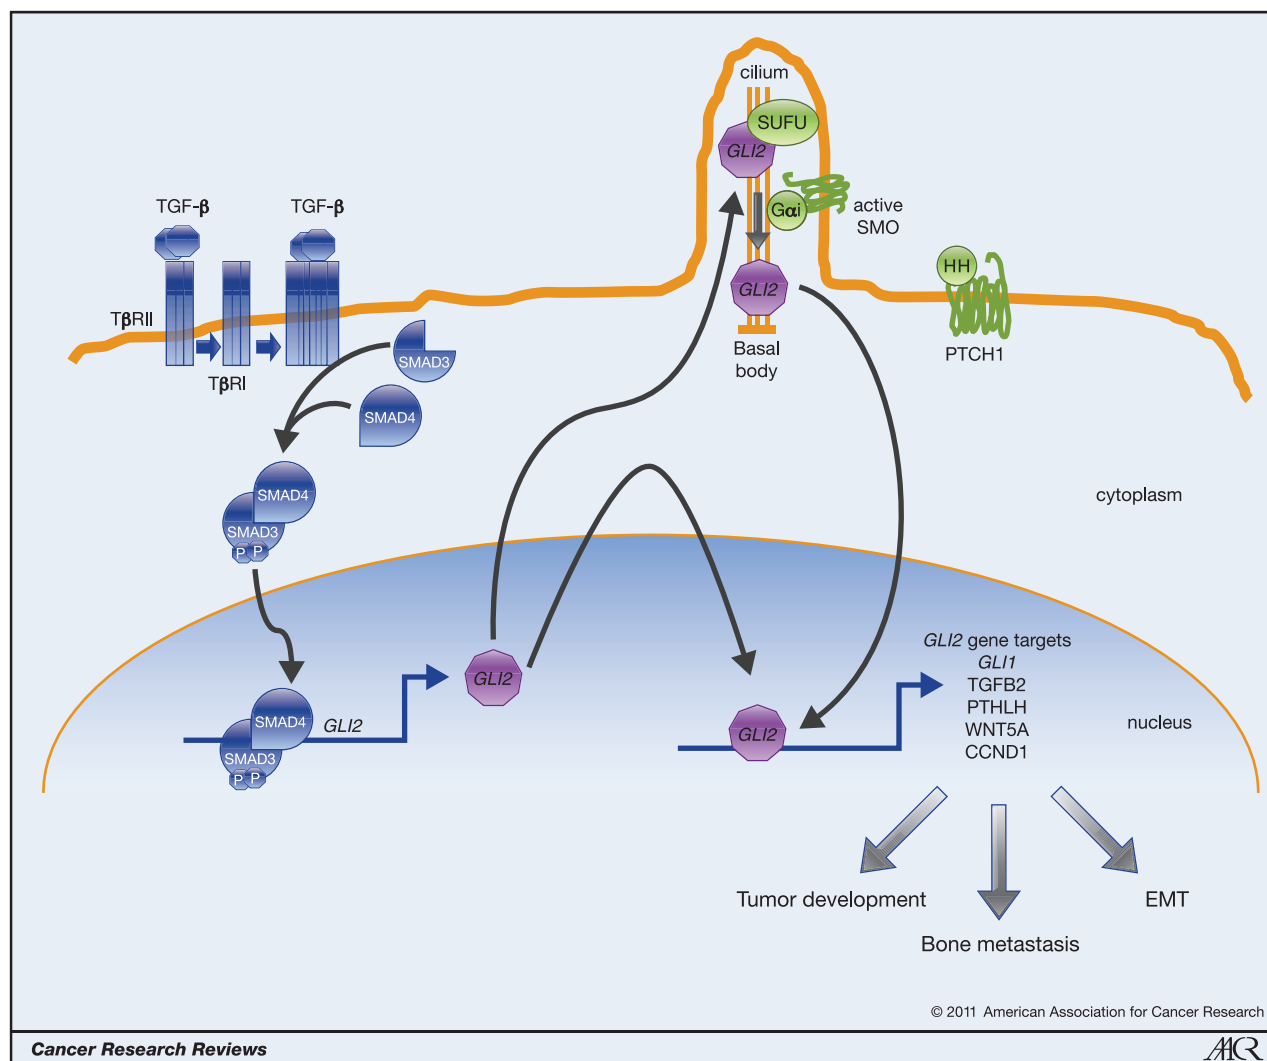 cilium
SUFU
GLI2
TGF-β
TGF-β
Gαi
active
SMO
HH
GLI2
TβRII
Basal
body
PTCH1
SMAD3
TβRI
SMAD4
SMAD4
SMAD3
P P
cytoplasm
GLI2 gene targets
GLI1
TGFB2
PTHLH
WNT5A
CCND1
GLI2
SMAD4
GLI2
SMAD3
P P
GLI2
nucleus
Tumor development
EMT
Bone metastasis
© 2011 American Association for Cancer Research
Cancer Research Reviews
AACR